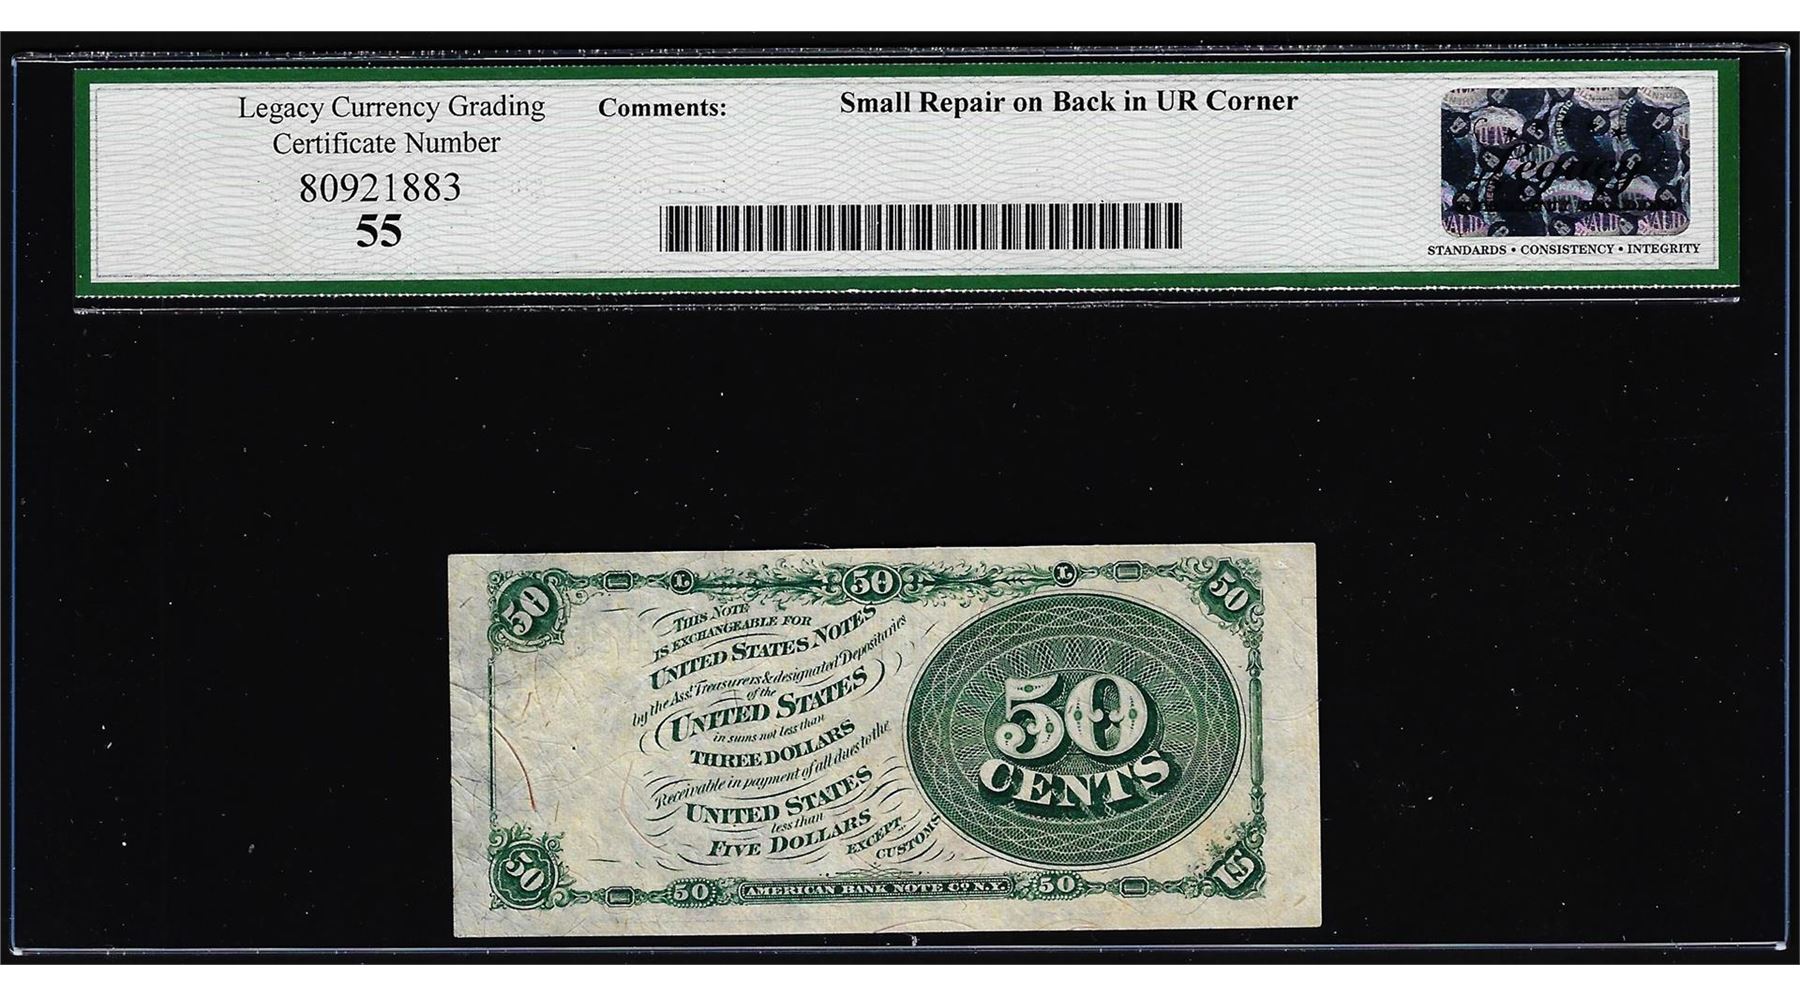 Legacy Currency Grading
Certificate Number
80921883
55
Comments:
Small Repair on Back in UR Corner
Legacy
STANDARDS • CONSISTENCY • INTEGRITY
50
L
50
L
50
THIS NOTE
IS EXCHANGEABLE FOR
UNITED STATES NOTES
by the Asst. Treasurers & designated Depositaries
of the
UNITED STATES
in sums not less than
THREE DOLLARS
Receivable in payment of all dues to the
UNITED STATES
less than
FIVE DOLLARS
EXCEPT
CUSTOMS
50
CENTS
50
50
AMERICAN BANK NOTE Co. N.Y.
50